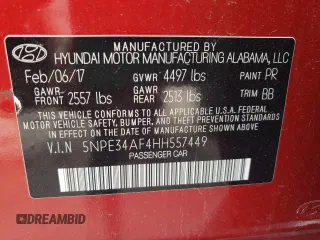 MANUFACTURED BY
HYUNDAI MOTOR MANUFACTURING ALABAMA, LLC
Feb/06/17 GVWR 4497 lbs PAINT PR
GAWR FRONT 2557 lbs GAWR REAR 2513 lbs TRIM BB
THIS VEHICLE CONFORMS TO ALL APPLICABLE FEDERAL MOTOR
VEHICLE SAFETY, BUMPER, AND THEFT PREVENTION STANDARDS
IN EFFECT ON THE DATE OF MANUFACTURE SHOWN ABOVE.
V.I.N 5NPE34AF4HH557449
PASSENGER CAR
DREAMBID